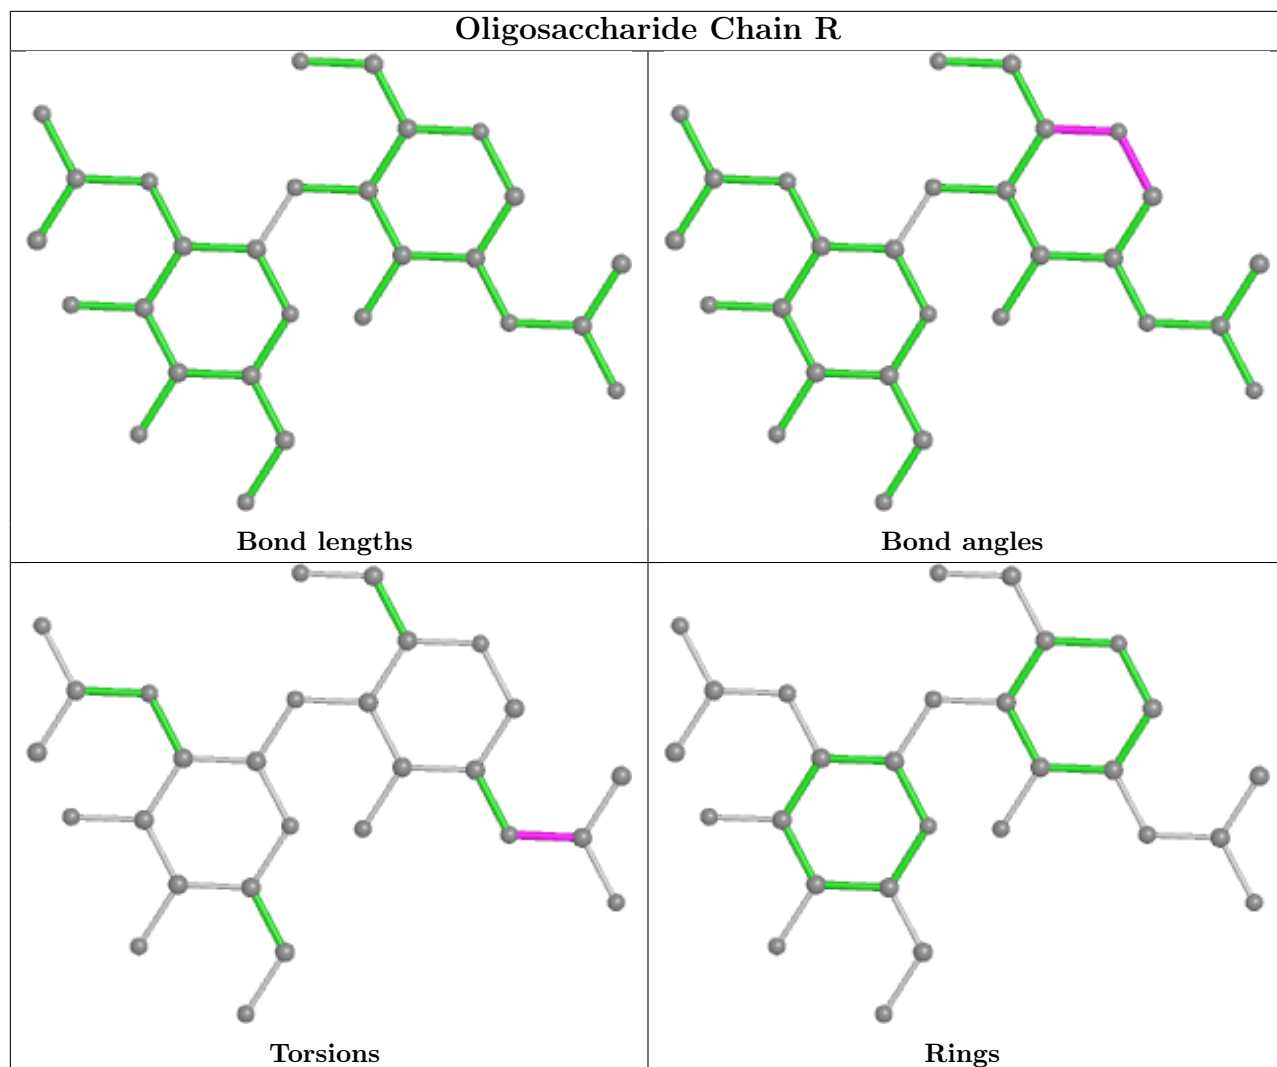 Oligosaccharide Chain R
Bond lengths
Bond angles
Torsions
Rings